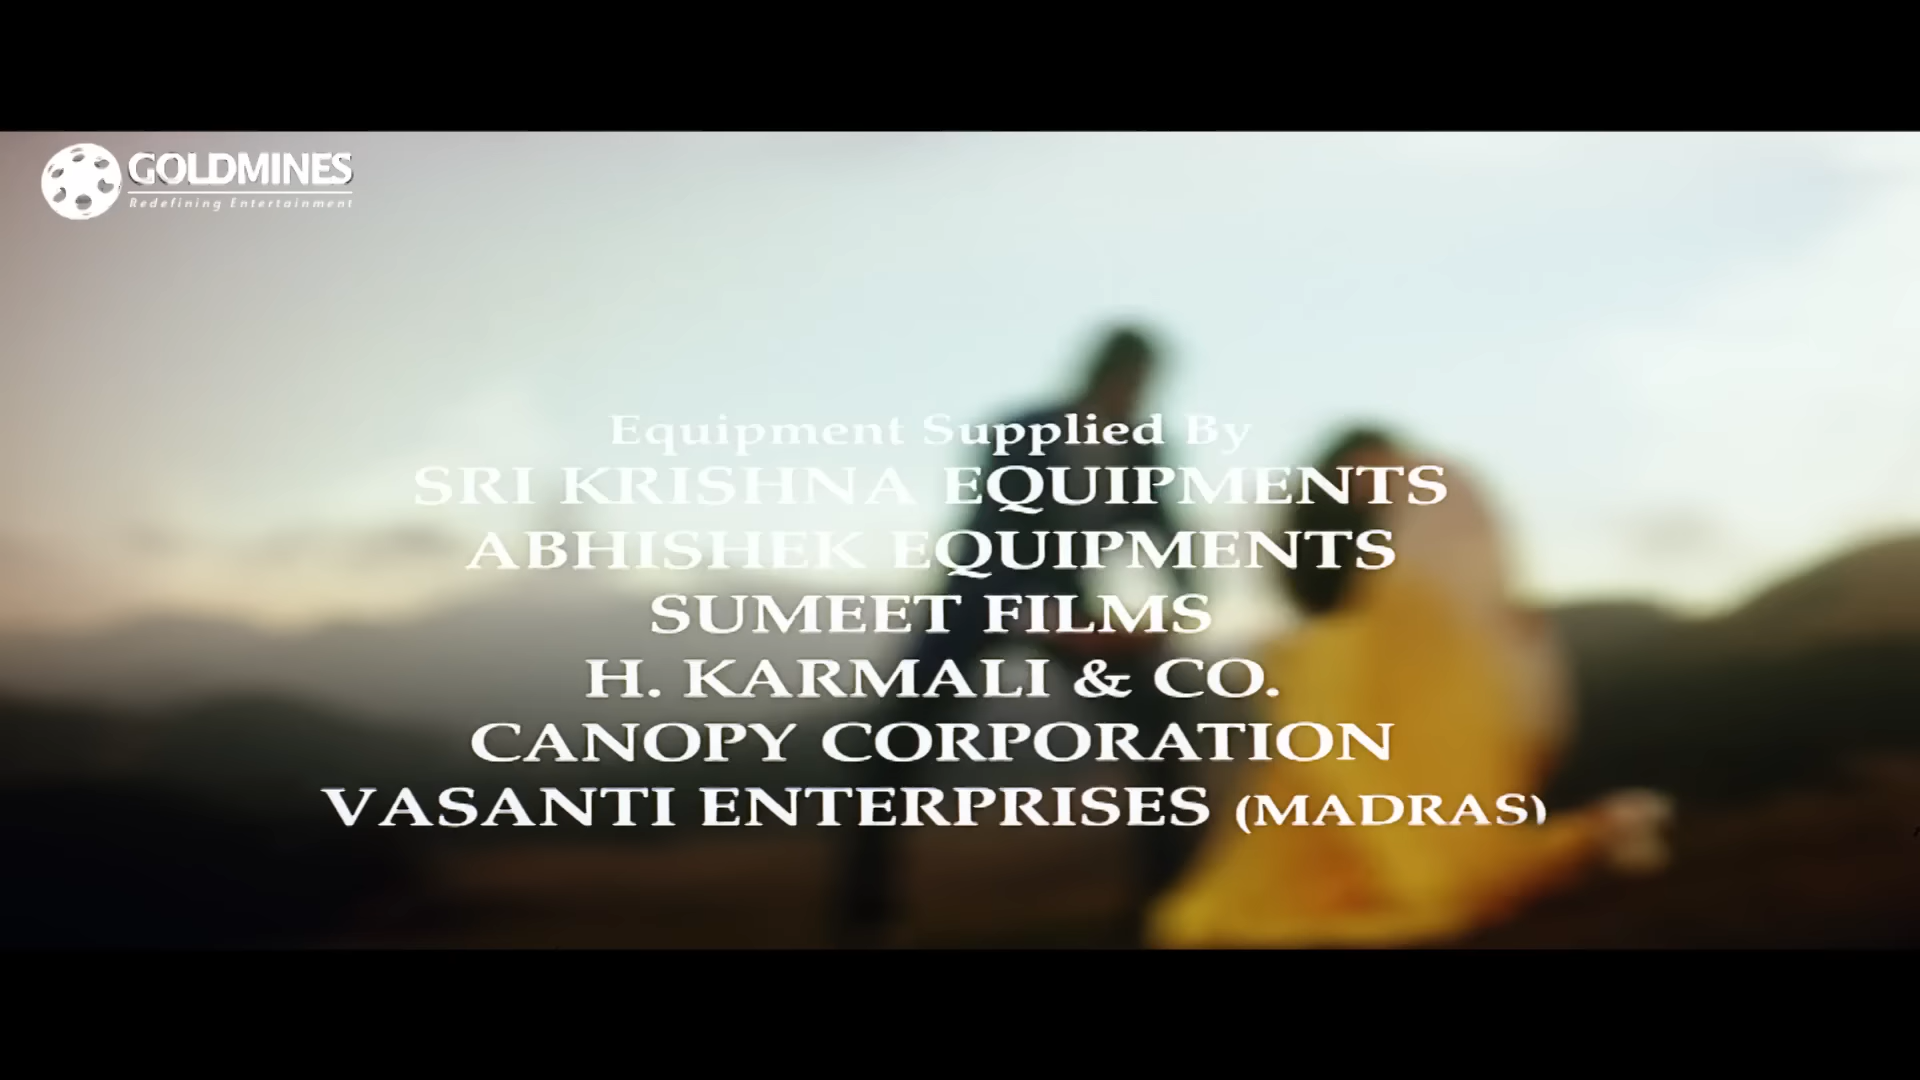 GOLDMINES
Redefining Entertainment
Equipment Supplied By
SRI KRISHNA EQUIPMENTS
ABHISHEK EQUIPMENTS
SUMEET FILMS
H. KARMALI & CO.
CANOPY CORPORATION
VASANTI ENTERPRISES (MADRAS)